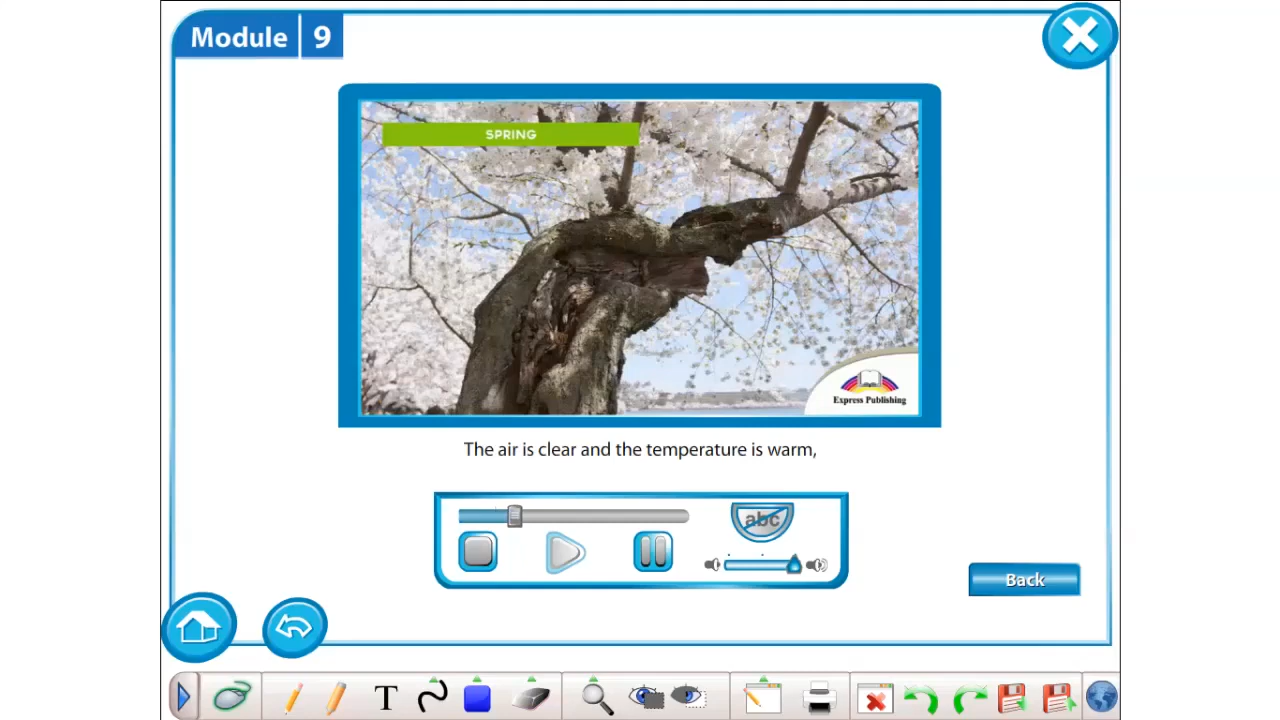 Module 9
SPRING
Express Publishing
The air is clear and the temperature is warm,
abc
Back
T